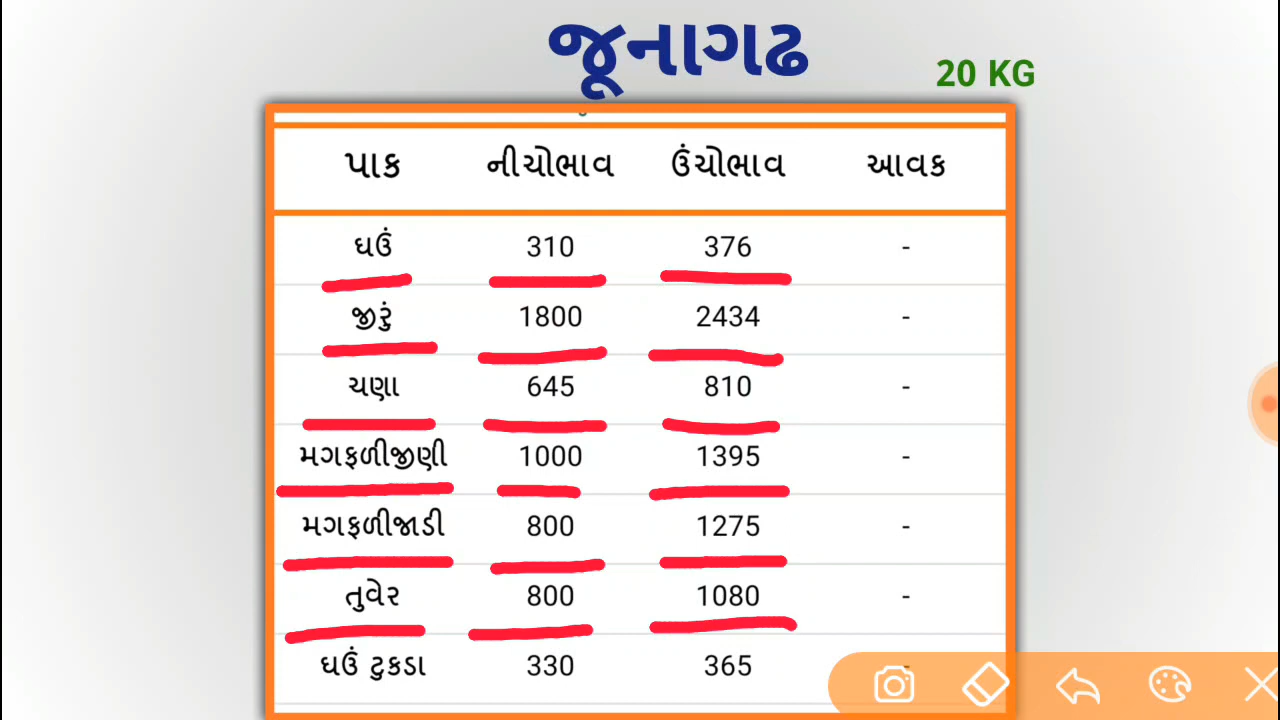 જૂનાગઢ
20 KG
પાક નીચોભાવ ઉંચોભાવ આવક
ઘઉં 310 376 -
જીરું 1800 2434 -
ચણા 645 810 -
મગફળીજીણી 1000 1395 -
મગફળીજાડી 800 1275 -
તુવેર 800 1080 -
ઘઉં ટુકડા 330 365 -